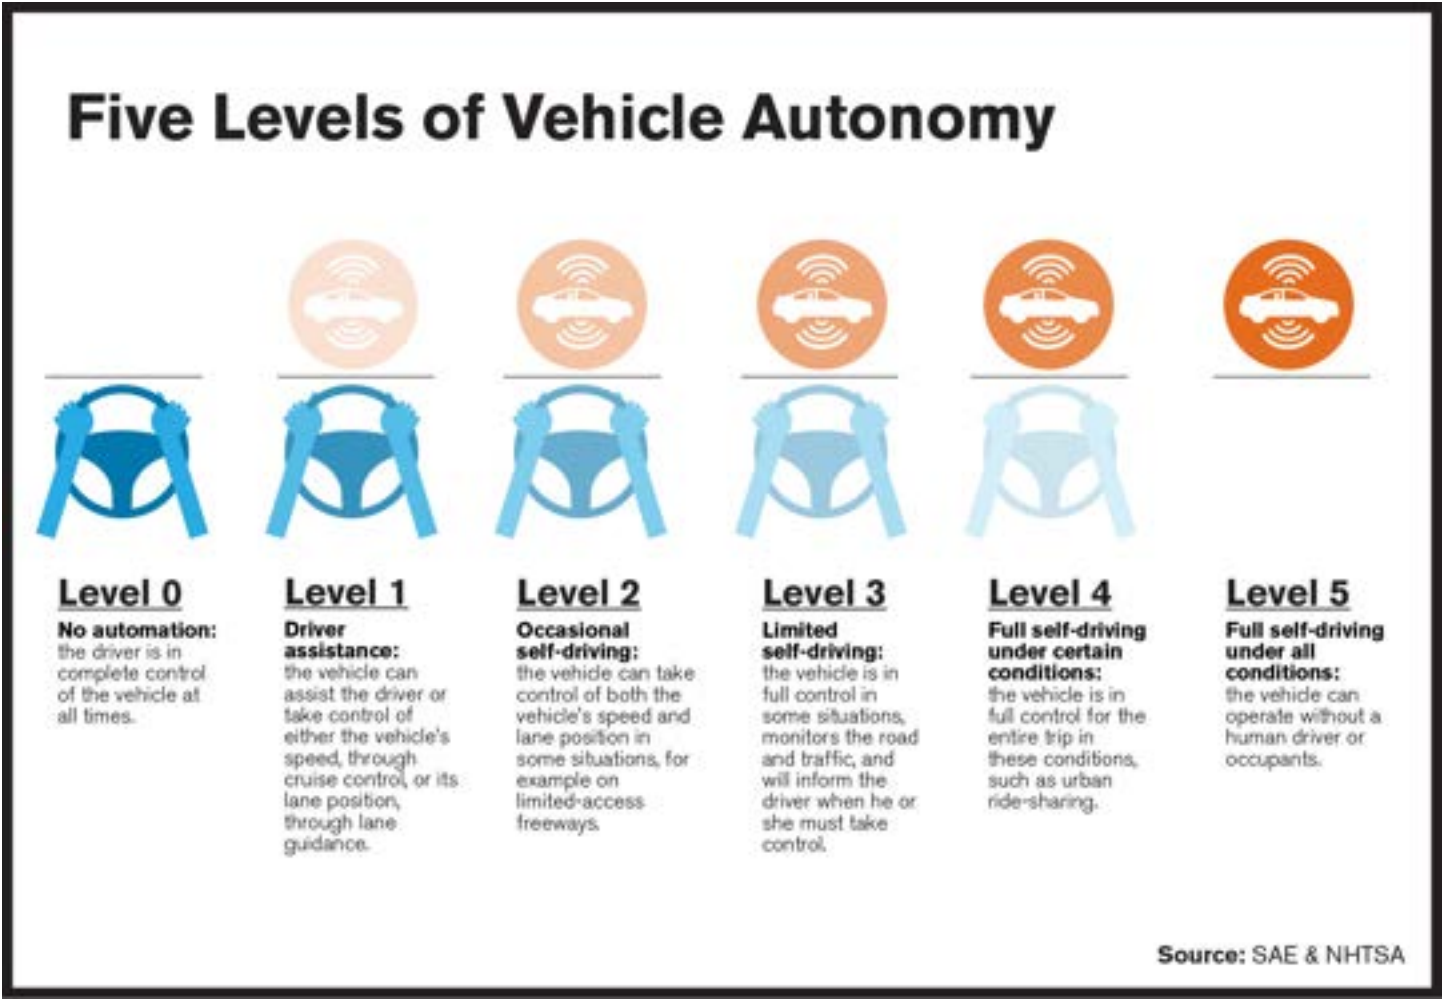 Five Levels of Vehicle Autonomy
Level 0
No automation:
the driver is in
complete control
of the vehicle at
all times.
Level 1
Driver
assistance:
the vehicle can
assist the driver or
take control of
either the vehicle's
speed, through
cruise control, or its
lane position,
through lane
guidance.
Level 2
Occasional
self-driving:
the vehicle can take
control of both the
vehicle's speed and
lane position in
some situations, for
example on
limited-access
freeways.
Level 3
Limited
self-driving:
the vehicle is in
full control in
some situations,
monitors the road
and traffic, and
will inform the
driver when he or
she must take
control.
Level 4
Full self-driving
under certain
conditions:
the vehicle is in
full control for the
entire trip in
these conditions,
such as urban
ride-sharing.
Level 5
Full self-driving
under all
conditions:
the vehicle can
operate without a
human driver or
occupants.
Source: SAE & NHTSA